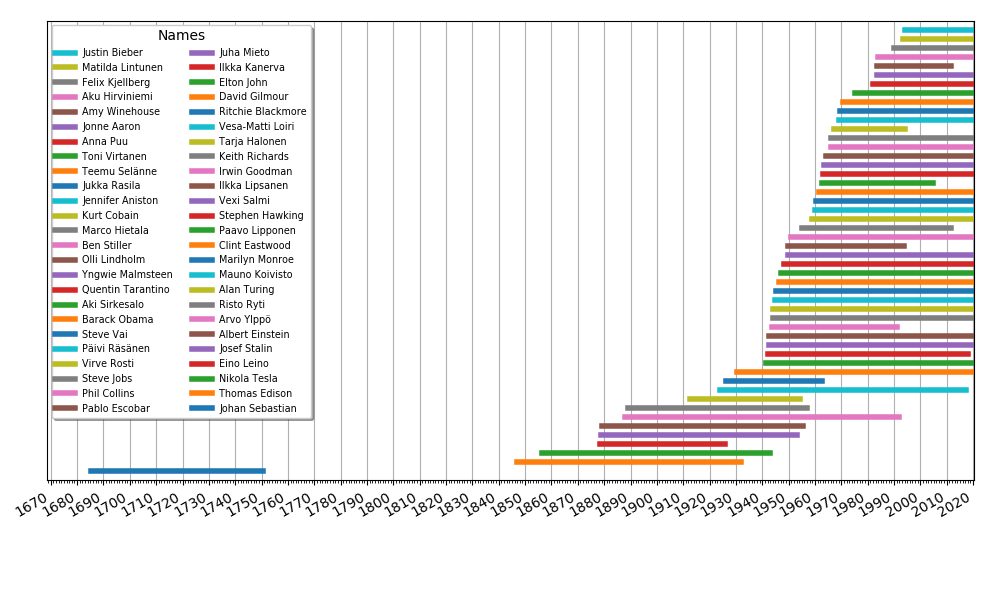 Names
Justin Bieber
Matilda Lintunen
Felix Kjellberg
Aku Hirviniemi
Amy Winehouse
Jonne Aaron
Anna Puu
Toni Virtanen
Teemu Selänne
Jukka Rasila
Jennifer Aniston
Kurt Cobain
Marco Hietala
Ben Stiller
Olli Lindholm
Yngwie Malmsteen
Quentin Tarantino
Aki Sirkesalo
Barack Obama
Steve Vai
Päivi Räsänen
Virve Rosti
Steve Jobs
Phil Collins
Pablo Escobar
Juha Mieto
Ilkka Kanerva
Elton John
David Gilmour
Ritchie Blackmore
Vesa-Matti Loiri
Tarja Halonen
Keith Richards
Irwin Goodman
Ilkka Lipsanen
Vexi Salmi
Stephen Hawking
Paavo Lipponen
Clint Eastwood
Marilyn Monroe
Mauno Koivisto
Alan Turing
Risto Ryti
Arvo Ylppö
Albert Einstein
Josef Stalin
Eino Leino
Nikola Tesla
Thomas Edison
Johan Sebastian
1670 1680 1690 1700 1710 1720 1730 1740 1750 1760 1770 1780 1790 1800 1810 1820 1830 1840 1850 1860 1870 1880 1890 1900 1910 1920 1930 1940 1950 1960 1970 1980 1990 2000 2010 2020